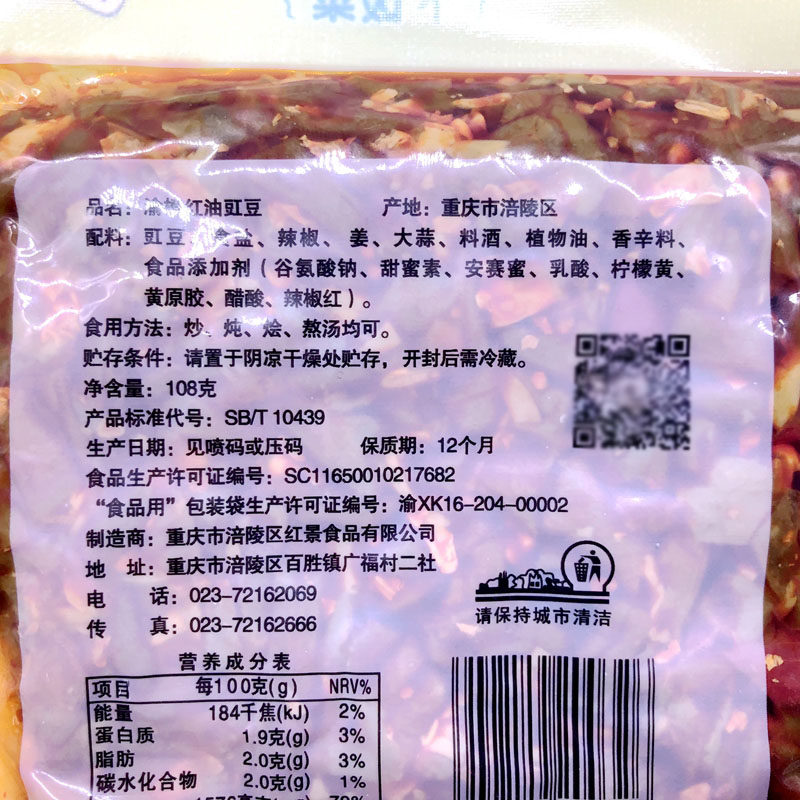 品名： 红油豇豆 产地：重庆市涪陵区
配料：豇豆、食盐、辣椒、姜、大蒜、料酒、植物油、香辛料、
食品添加剂（谷氨酸钠、甜蜜素、安赛蜜、乳酸、柠檬黄、
黄原胶、醋酸、辣椒红）。
食用方法：炒、炖、烩、熬汤均可。
贮存条件：请置于阴凉干燥处贮存，开封后需冷藏。
净含量：108克
产品标准代号：SB/T 10439
生产日期：见喷码或压码 保质期：12个月
食品生产许可证编号：SC11650010217682
“食品用”包装袋生产许可证编号：渝XK16-204-00002
制造商：重庆市涪陵区红景食品有限公司
地 址：重庆市涪陵区百胜镇广福村二社
电 话：023-72162069
传 真：023-72162666
请保持城市清洁
营养成分表
项目 每100克(g) NRV%
能量 184千焦(kJ) 2%
蛋白质 1.9克(g) 3%
脂肪 2.0克(g) 3%
碳水化合物 2.0克(g) 1%